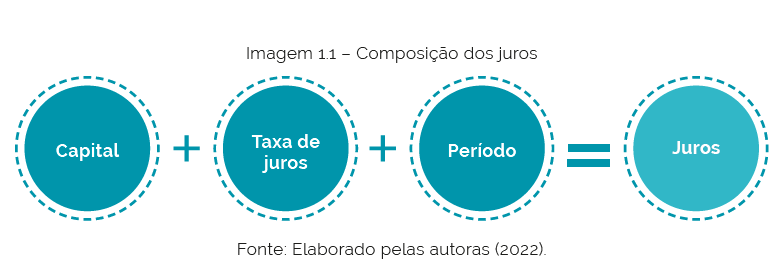 Imagem 1.1 – Composição dos juros
Capital
+
Taxa de
juros
+
Período
=
Juros
Fonte: Elaborado pelas autoras (2022).